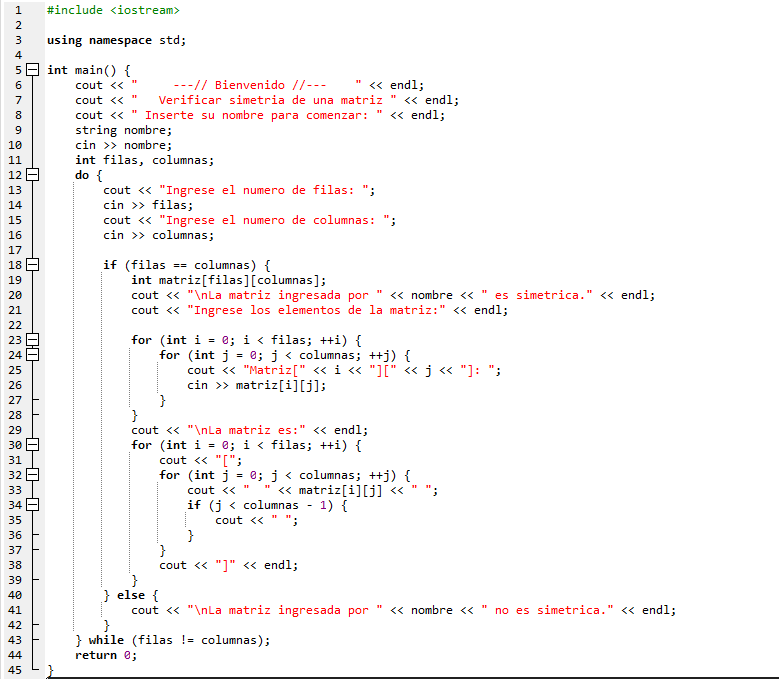 1 #include <iostream>
2
3 using namespace std;
4
5 int main() {
6     cout << "     ---// Bienvenido //---    " << endl;
7     cout << "   Verificar simetria de una matriz " << endl;
8     cout << " Inserte su nombre para comenzar: " << endl;
9     string nombre;
10     cin >> nombre;
11     int filas, columnas;
12     do {
13         cout << "Ingrese el numero de filas: ";
14         cin >> filas;
15         cout << "Ingrese el numero de columnas: ";
16         cin >> columnas;
17
18         if (filas == columnas) {
19             int matriz[filas][columnas];
20             cout << "\nLa matriz ingresada por " << nombre << " es simetrica." << endl;
21             cout << "Ingrese los elementos de la matriz:" << endl;
22
23             for (int i = 0; i < filas; ++i) {
24                 for (int j = 0; j < columnas; ++j) {
25                     cout << "Matriz[" << i << "][" << j << "]: ";
26                     cin >> matriz[i][j];
27                 }
28             }
29             cout << "\nLa matriz es:" << endl;
30             for (int i = 0; i < filas; ++i) {
31                 cout << "[";
32                 for (int j = 0; j < columnas; ++j) {
33                     cout << "  " << matriz[i][j] << " ";
34                     if (j < columnas - 1) {
35                         cout << " ";
36                     }
37                 }
38                 cout << "]" << endl;
39             }
40         } else {
41             cout << "\nLa matriz ingresada por " << nombre << " no es simetrica." << endl;
42         }
43     } while (filas != columnas);
44     return 0;
45 }